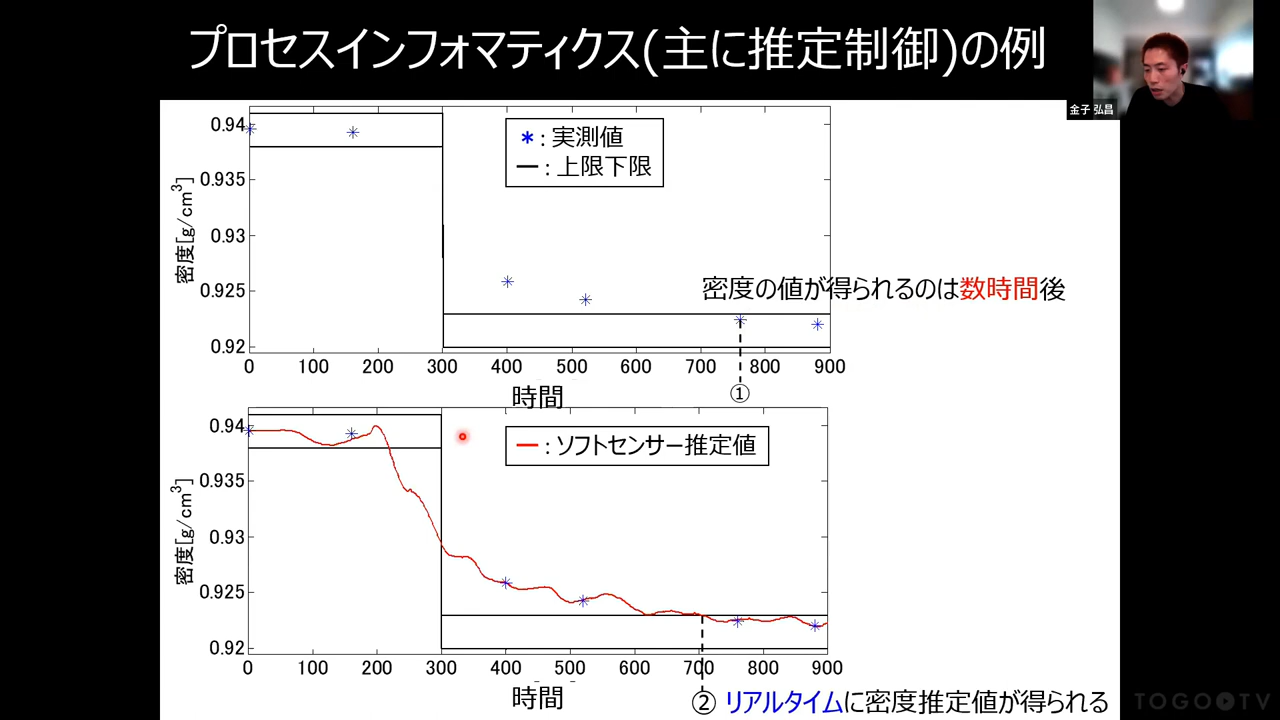 プロセスインフォマティクス(主に推定制御)の例
金子 弘昌
0.94
0.935
0.93
0.925
0.92
密度[g/cm3]
*: 実測値
ー: 上限下限
密度の値が得られるのは数時間後
0 100 200 300 400 500 600 700 800 900
時間
①
0.94
0.935
0.93
0.925
0.92
密度[g/cm3]
ー: ソフトセンサー推定値
0 100 200 300 400 500 600 700 800 900
時間
② リアルタイムに密度推定値が得られる
TOGO TV